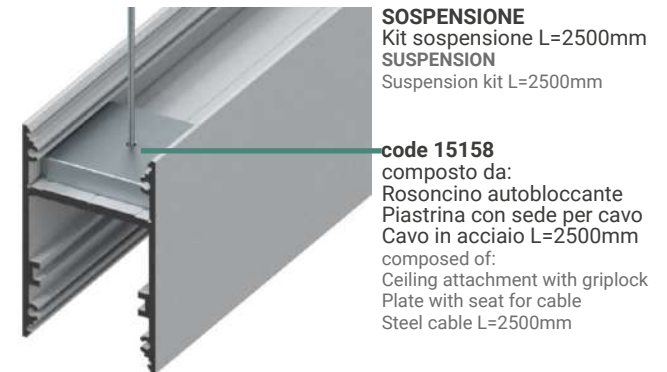 SOSPENSIONE
Kit sospensione L=2500mm
SUSPENSION
Suspension kit L=2500mm
code 15158
composto da:
Rosoncino autobloccante
Piastrina con sede per cavo
Cavo in acciaio L=2500mm
composed of:
Ceiling attachment with griplock
Plate with seat for cable
Steel cable L=2500mm